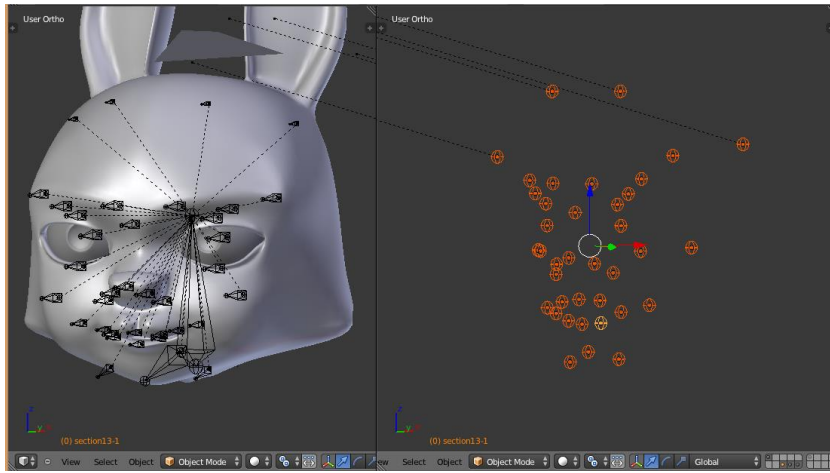 User Ortho
User Ortho
z
y
z
y
(0) section13-1
(0) section13-1
View Select Object Object Mode
Select Object Object Mode Global